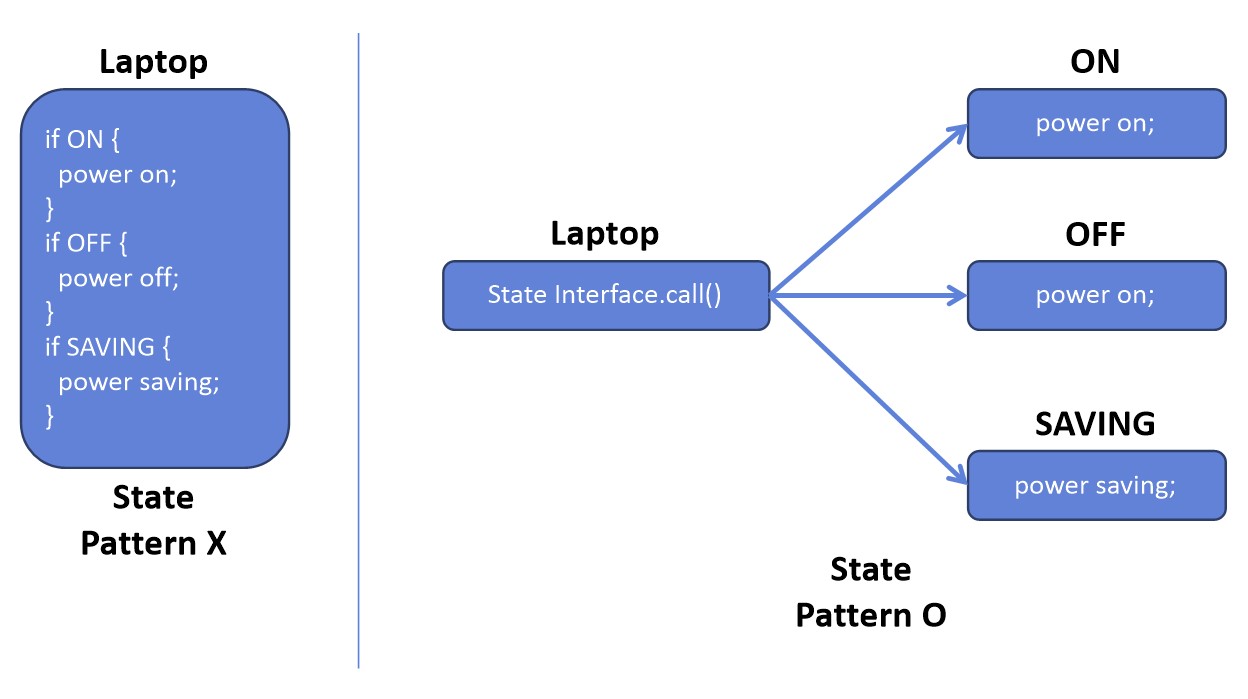 Laptop
if ON {
power on;
}
if OFF {
power off;
}
if SAVING {
power saving;
}
State
Pattern X
Laptop
State Interface.call()
ON
power on;
OFF
power on;
SAVING
power saving;
State
Pattern O